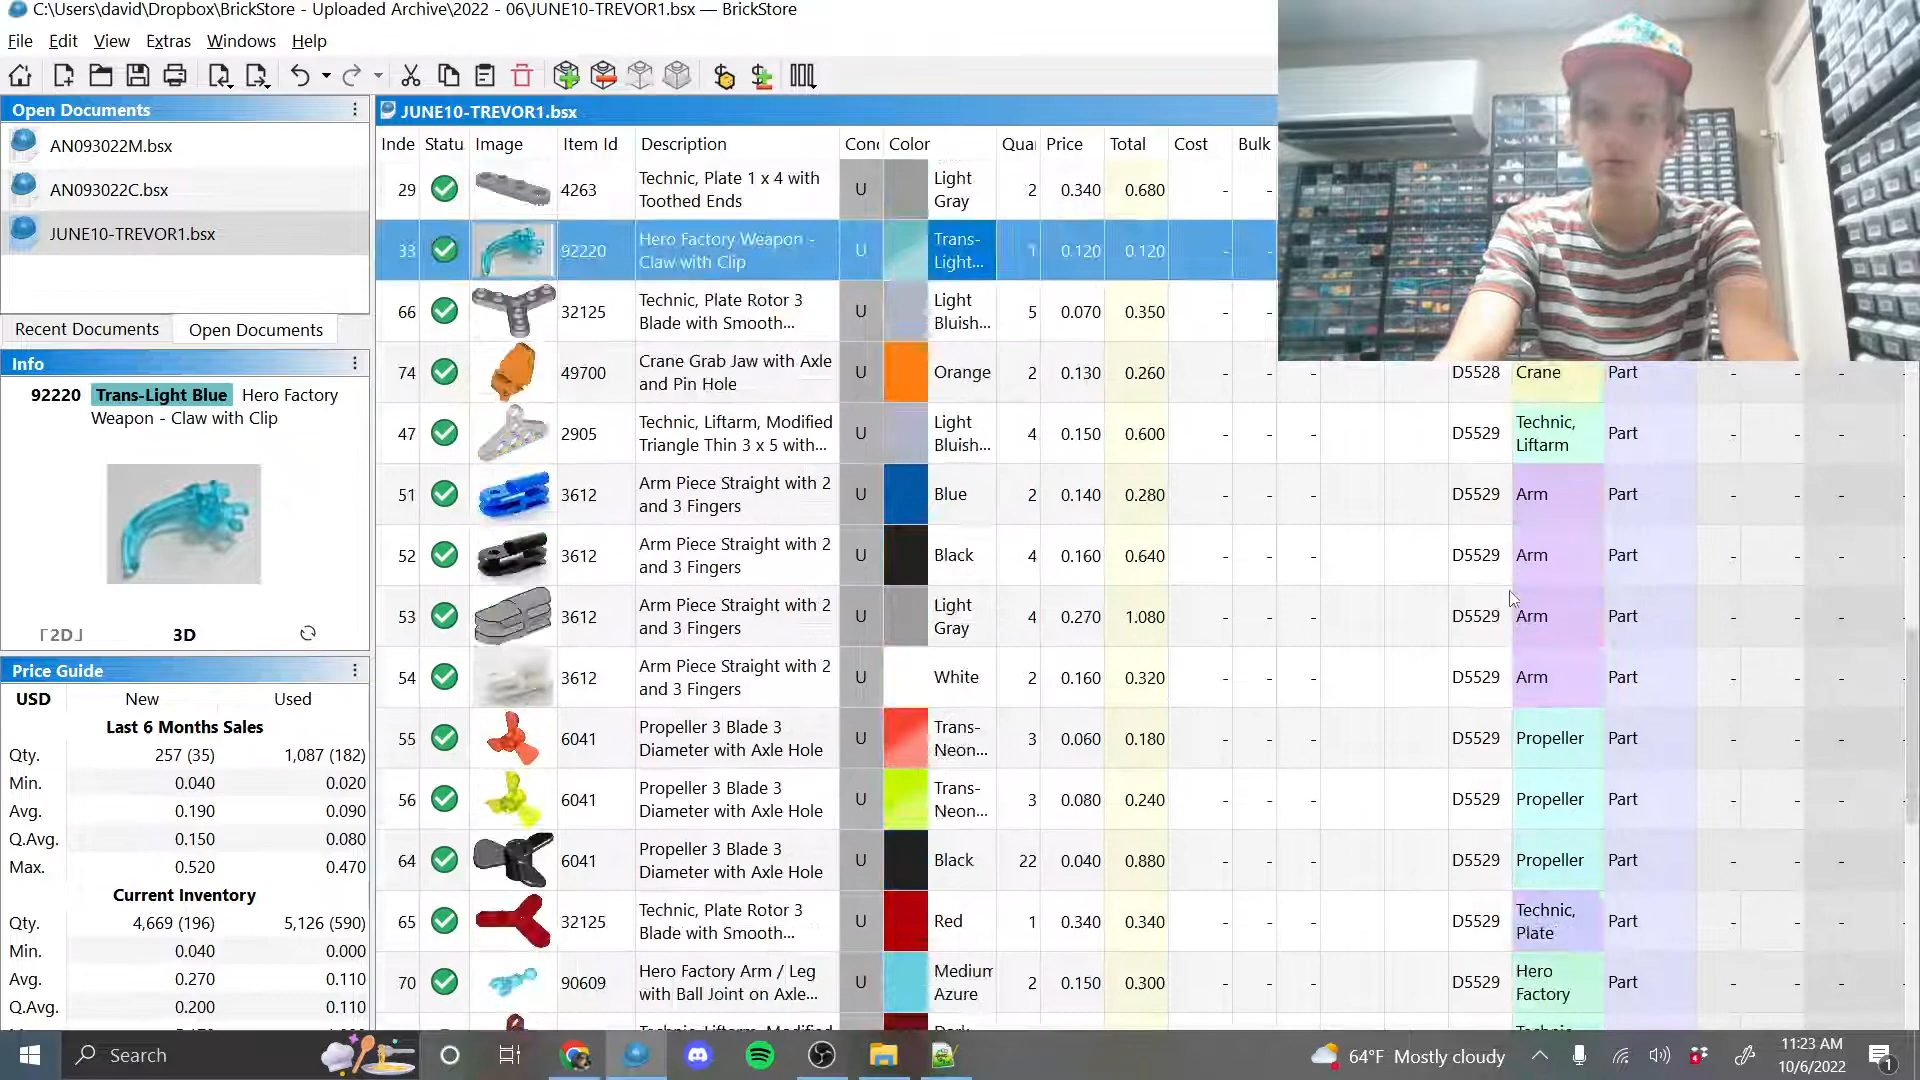 C:\Users\david\Dropbox\BrickStore - Uploaded Archive\2022 - 06\JUNE10-TREVOR1.bsx — BrickStore
File Edit View Extras Windows Help
Open Documents
AN093022M.bsx
AN093022C.bsx
JUNE10-TREVOR1.bsx
Recent Documents Open Documents
Info
92220 Trans-Light Blue Hero Factory
Weapon - Claw with Clip
2D 3D
Price Guide
USD New Used
Last 6 Months Sales
Qty. 257 (35) 1,087 (182)
Min. 0.040 0.020
Avg. 0.190 0.090
Q.Avg. 0.150 0.080
Max. 0.520 0.470
Current Inventory
Qty. 4,669 (196) 5,126 (590)
Min. 0.040 0.000
Avg. 0.270 0.110
Q.Avg. 0.200 0.110
JUNE10-TREVOR1.bsx
Inde Statu Image Item Id Description Con Color Qua Price Total Cost Bulk
29 4263 Technic, Plate 1 x 4 with Toothed Ends U Light Gray 2 0.340 0.680 - -
33 92220 Hero Factory Weapon - Claw with Clip U Trans-Light... 1 0.120 0.120 - -
66 32125 Technic, Plate Rotor 3 Blade with Smooth... U Light Bluish... 5 0.070 0.350 - -
74 49700 Crane Grab Jaw with Axle and Pin Hole U Orange 2 0.130 0.260 - - - D5528 Crane Part - - -
47 2905 Technic, Liftarm, Modified Triangle Thin 3 x 5 with... U Light Bluish... 4 0.150 0.600 - - - D5529 Technic, Liftarm Part - - -
51 3612 Arm Piece Straight with 2 and 3 Fingers U Blue 2 0.140 0.280 - - - D5529 Arm Part - - -
52 3612 Arm Piece Straight with 2 and 3 Fingers U Black 4 0.160 0.640 - - - D5529 Arm Part - - -
53 3612 Arm Piece Straight with 2 and 3 Fingers U Light Gray 4 0.270 1.080 - - - D5529 Arm Part - - -
54 3612 Arm Piece Straight with 2 and 3 Fingers U White 2 0.160 0.320 - - - D5529 Arm Part - - -
55 6041 Propeller 3 Blade 3 Diameter with Axle Hole U Trans-Neon... 3 0.060 0.180 - - - D5529 Propeller Part - - -
56 6041 Propeller 3 Blade 3 Diameter with Axle Hole U Trans-Neon... 3 0.080 0.240 - - - D5529 Propeller Part - - -
64 6041 Propeller 3 Blade 3 Diameter with Axle Hole U Black 22 0.040 0.880 - - - D5529 Propeller Part - - -
65 32125 Technic, Plate Rotor 3 Blade with Smooth... U Red 1 0.340 0.340 - - - D5529 Technic, Plate Part - - -
70 90609 Hero Factory Arm / Leg with Ball Joint on Axle... U Medium Azure 2 0.150 0.300 - - - D5529 Hero Factory Part - - -
Search
64°F Mostly cloudy
11:23 AM
10/6/2022
1